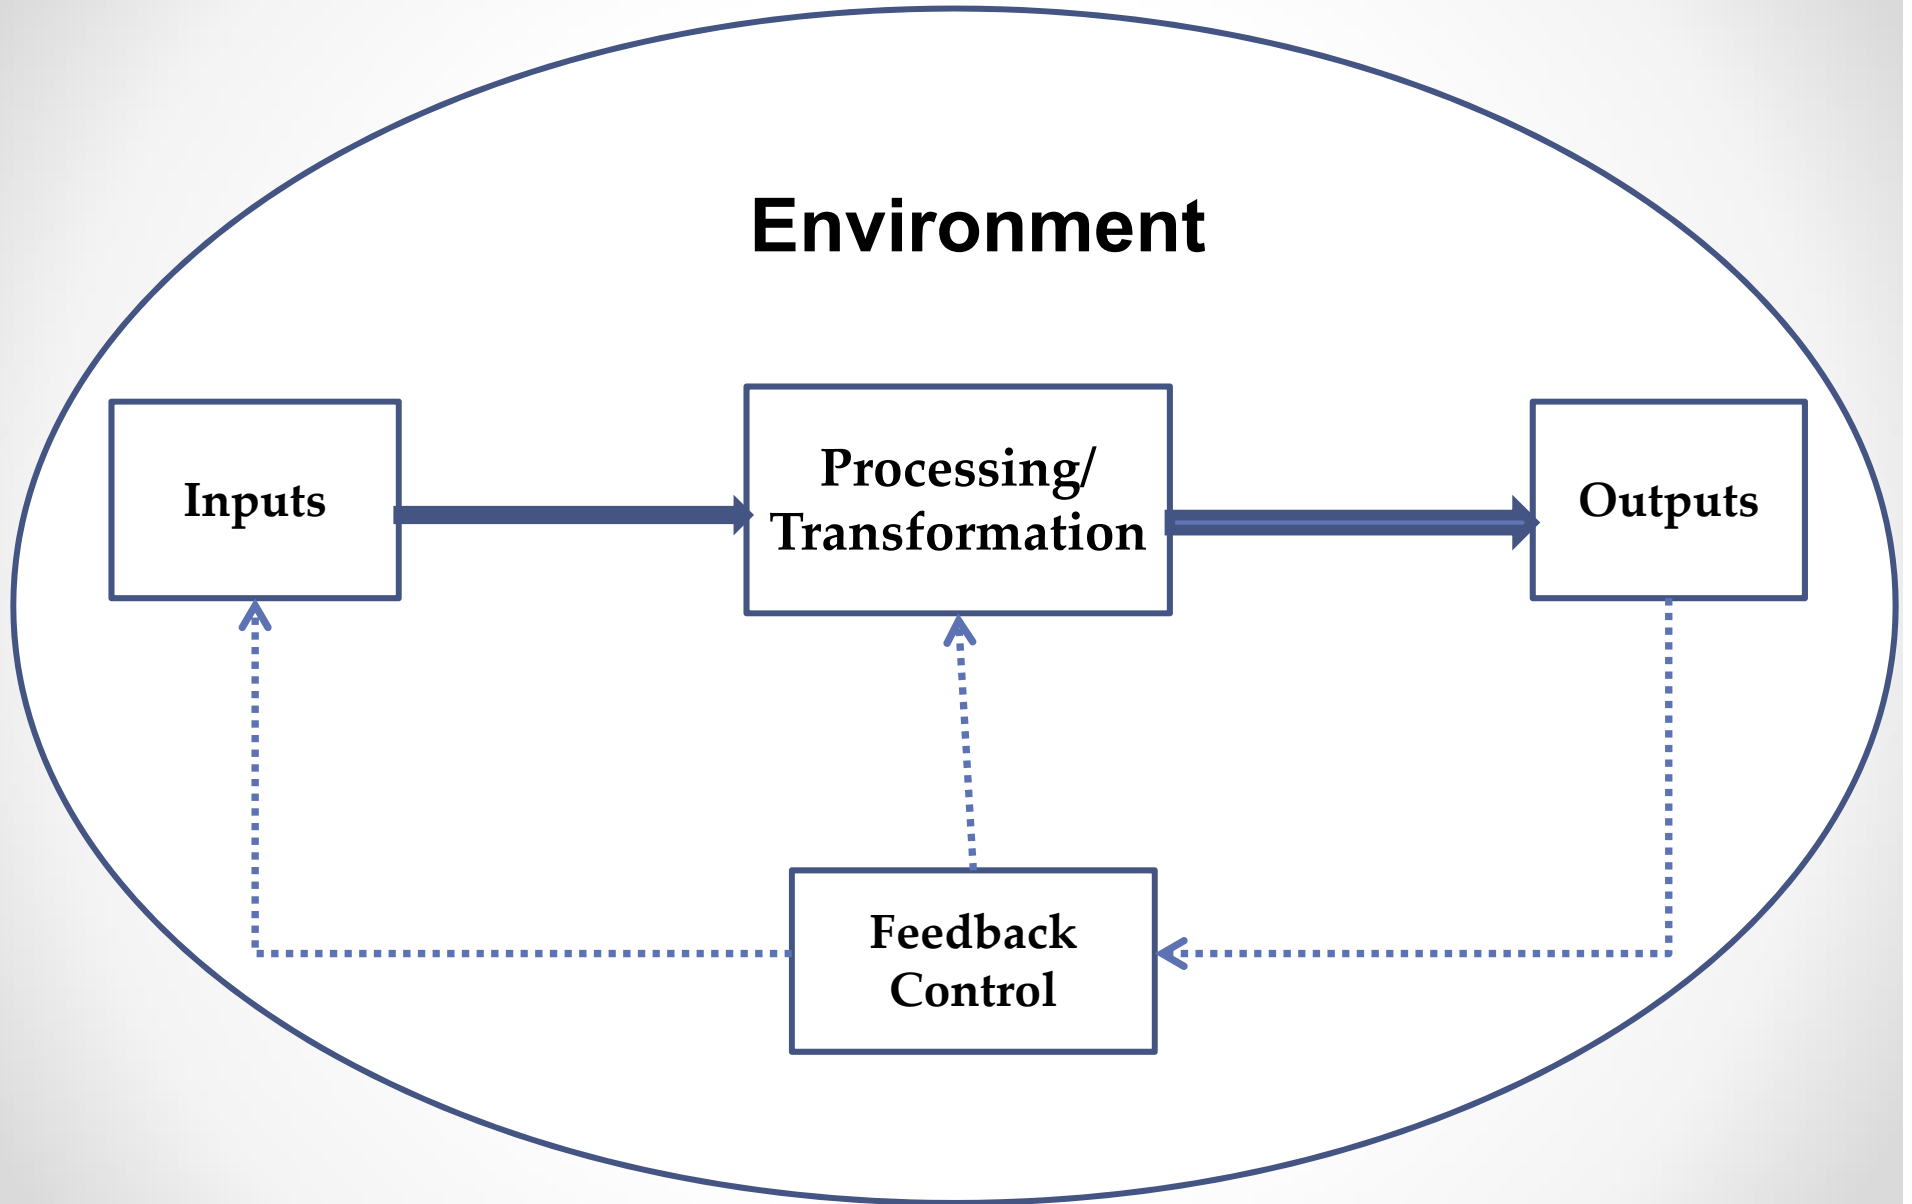 Environment
Inputs
Processing/
Transformation
Outputs
Feedback
Control